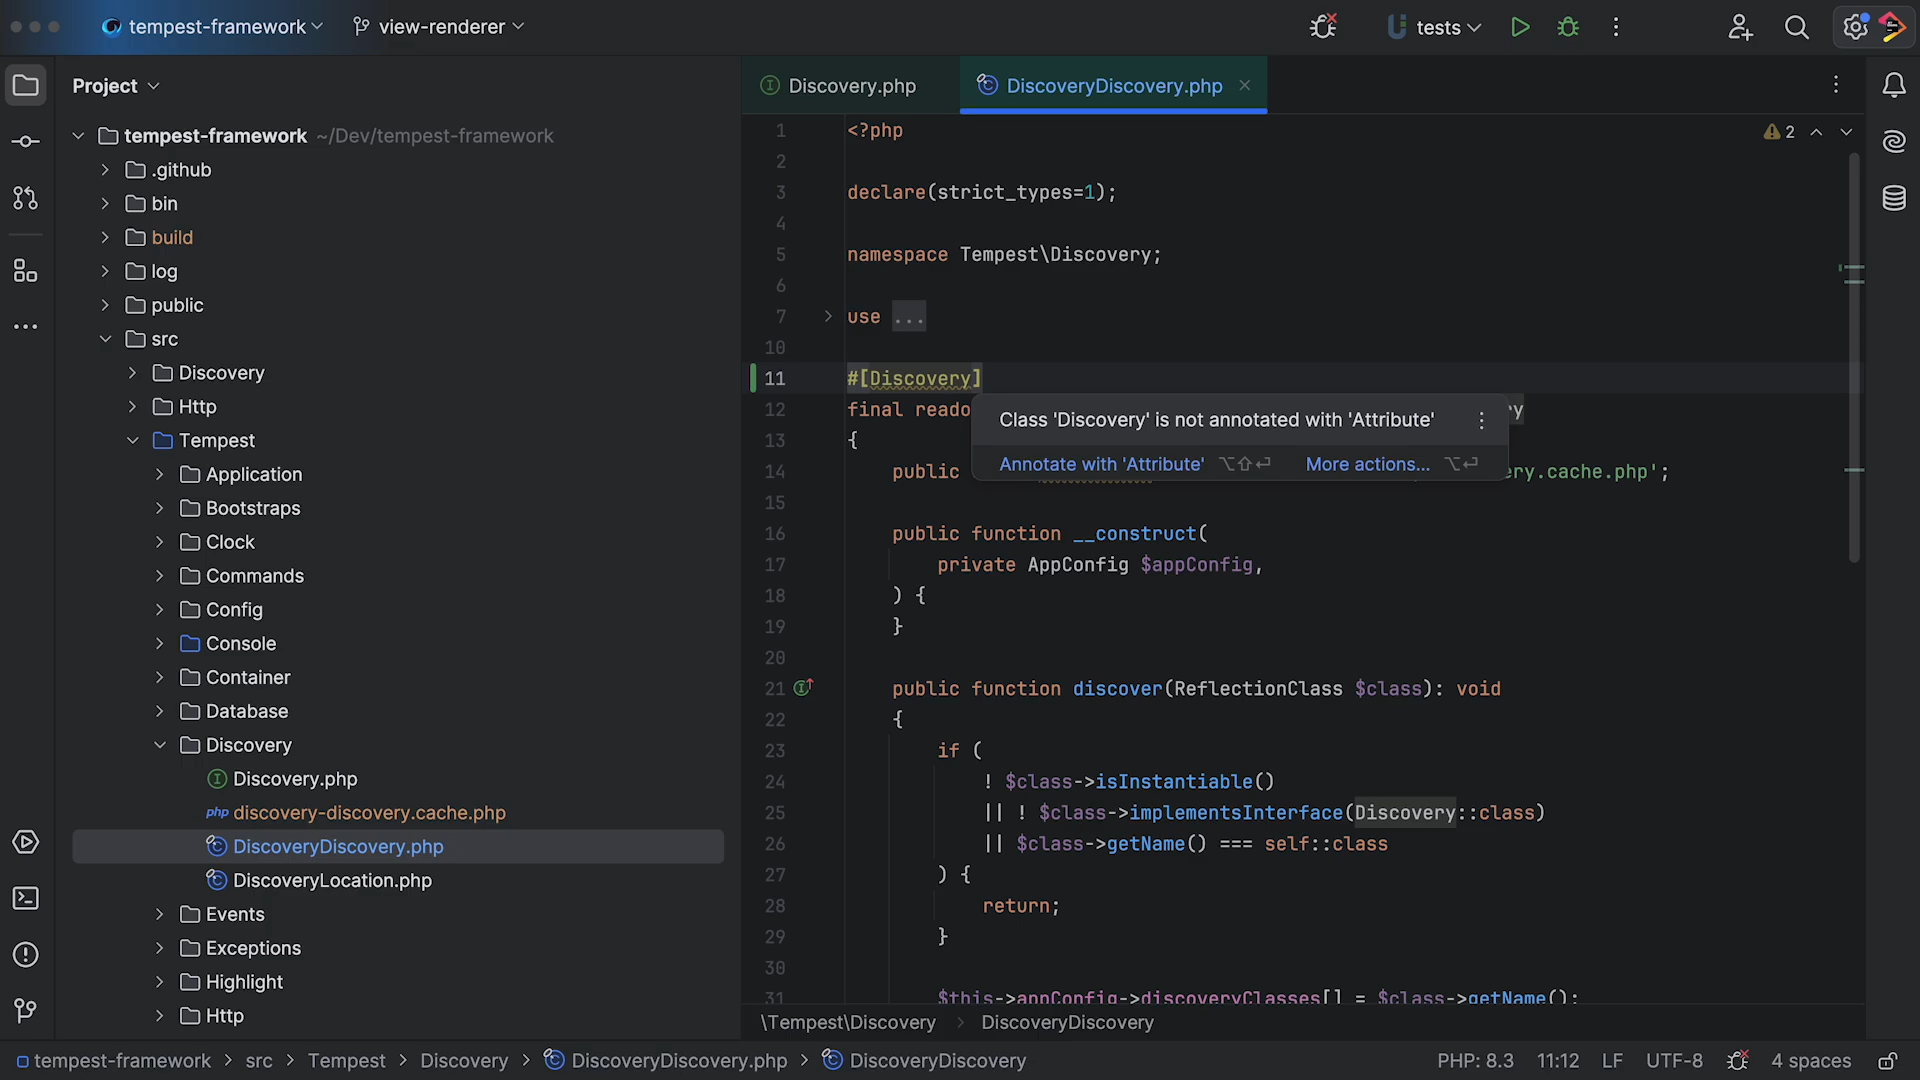 tempest-framework
view-renderer
tests
Project
tempest-framework ~/Dev/tempest-framework
.github
bin
build
log
public
src
Discovery
Http
Tempest
Application
Bootstraps
Clock
Commands
Config
Console
Container
Database
Discovery
Discovery.php
php discovery-discovery.cache.php
DiscoveryDiscovery.php
DiscoveryLocation.php
Events
Exceptions
Highlight
Http
Discovery.php
DiscoveryDiscovery.php
2
1 <?php
2
3 declare(strict_types=1);
4
5 namespace Tempest\Discovery;
6
7 use ...
10
11 #[Discovery]
12 final reado y
Class 'Discovery' is not annotated with 'Attribute'
Annotate with 'Attribute' ⌥⇧⏎ More actions... ⌥⏎
13 {
14 public ery.cache.php';
15
16 public function __construct(
17 private AppConfig $appConfig,
18 ) {
19 }
20
21 public function discover(ReflectionClass $class): void
22 {
23 if (
24 ! $class->isInstantiable()
25 || ! $class->implementsInterface(Discovery::class)
26 || $class->getName() === self::class
27 ) {
28 return;
29 }
30
31 $this->appConfig->discoveryClasses[] = $class->getName();
\Tempest\Discovery > DiscoveryDiscovery
tempest-framework > src > Tempest > Discovery > DiscoveryDiscovery.php > DiscoveryDiscovery
PHP: 8.3 11:12 LF UTF-8 4 spaces